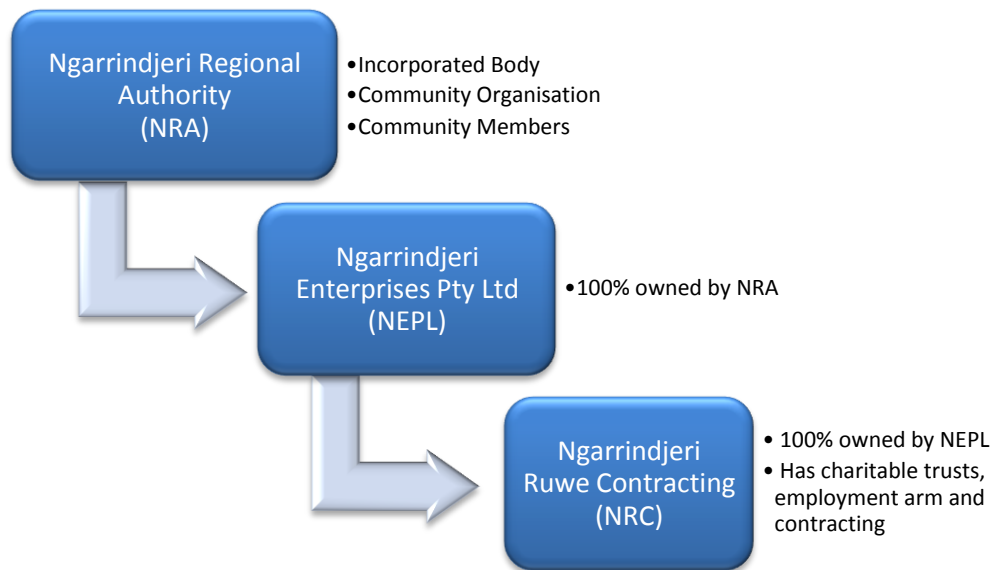 Ngarrindjeri Regional
Authority
(NRA)
•Incorporated Body
•Community Organisation
•Community Members
Ngarrindjeri
Enterprises Pty Ltd
(NEPL)
•100% owned by NRA
Ngarrindjeri
Ruwe Contracting
(NRC)
• 100% owned by NEPL
• Has charitable trusts,
employment arm and
contracting